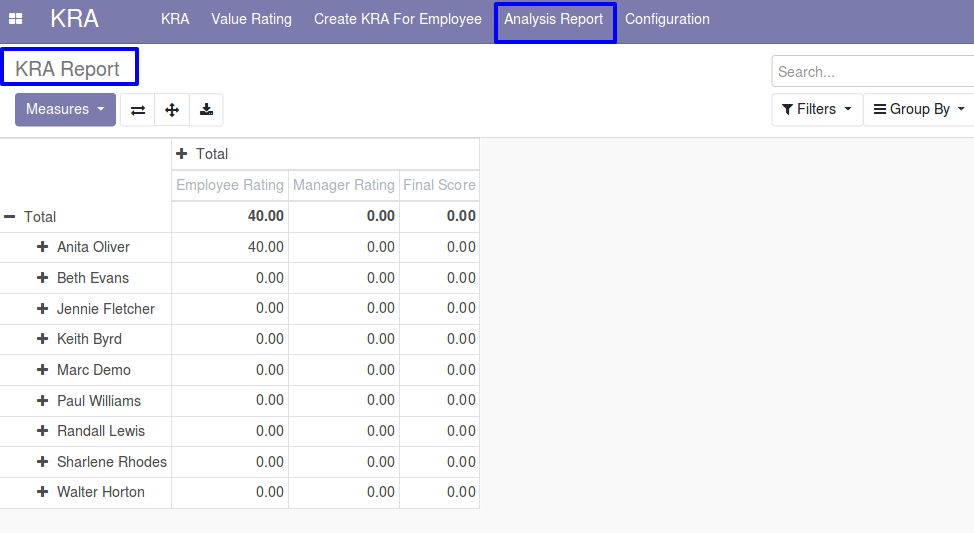 KRA KRA Value Rating Create KRA For Employee Analysis Report Configuration
KRA Report
Search...
Measures Filters Group By
Total
Employee Rating Manager Rating Final Score
Total 40.00 0.00 0.00
Anita Oliver 40.00 0.00 0.00
Beth Evans 0.00 0.00 0.00
Jennie Fletcher 0.00 0.00 0.00
Keith Byrd 0.00 0.00 0.00
Marc Demo 0.00 0.00 0.00
Paul Williams 0.00 0.00 0.00
Randall Lewis 0.00 0.00 0.00
Sharlene Rhodes 0.00 0.00 0.00
Walter Horton 0.00 0.00 0.00